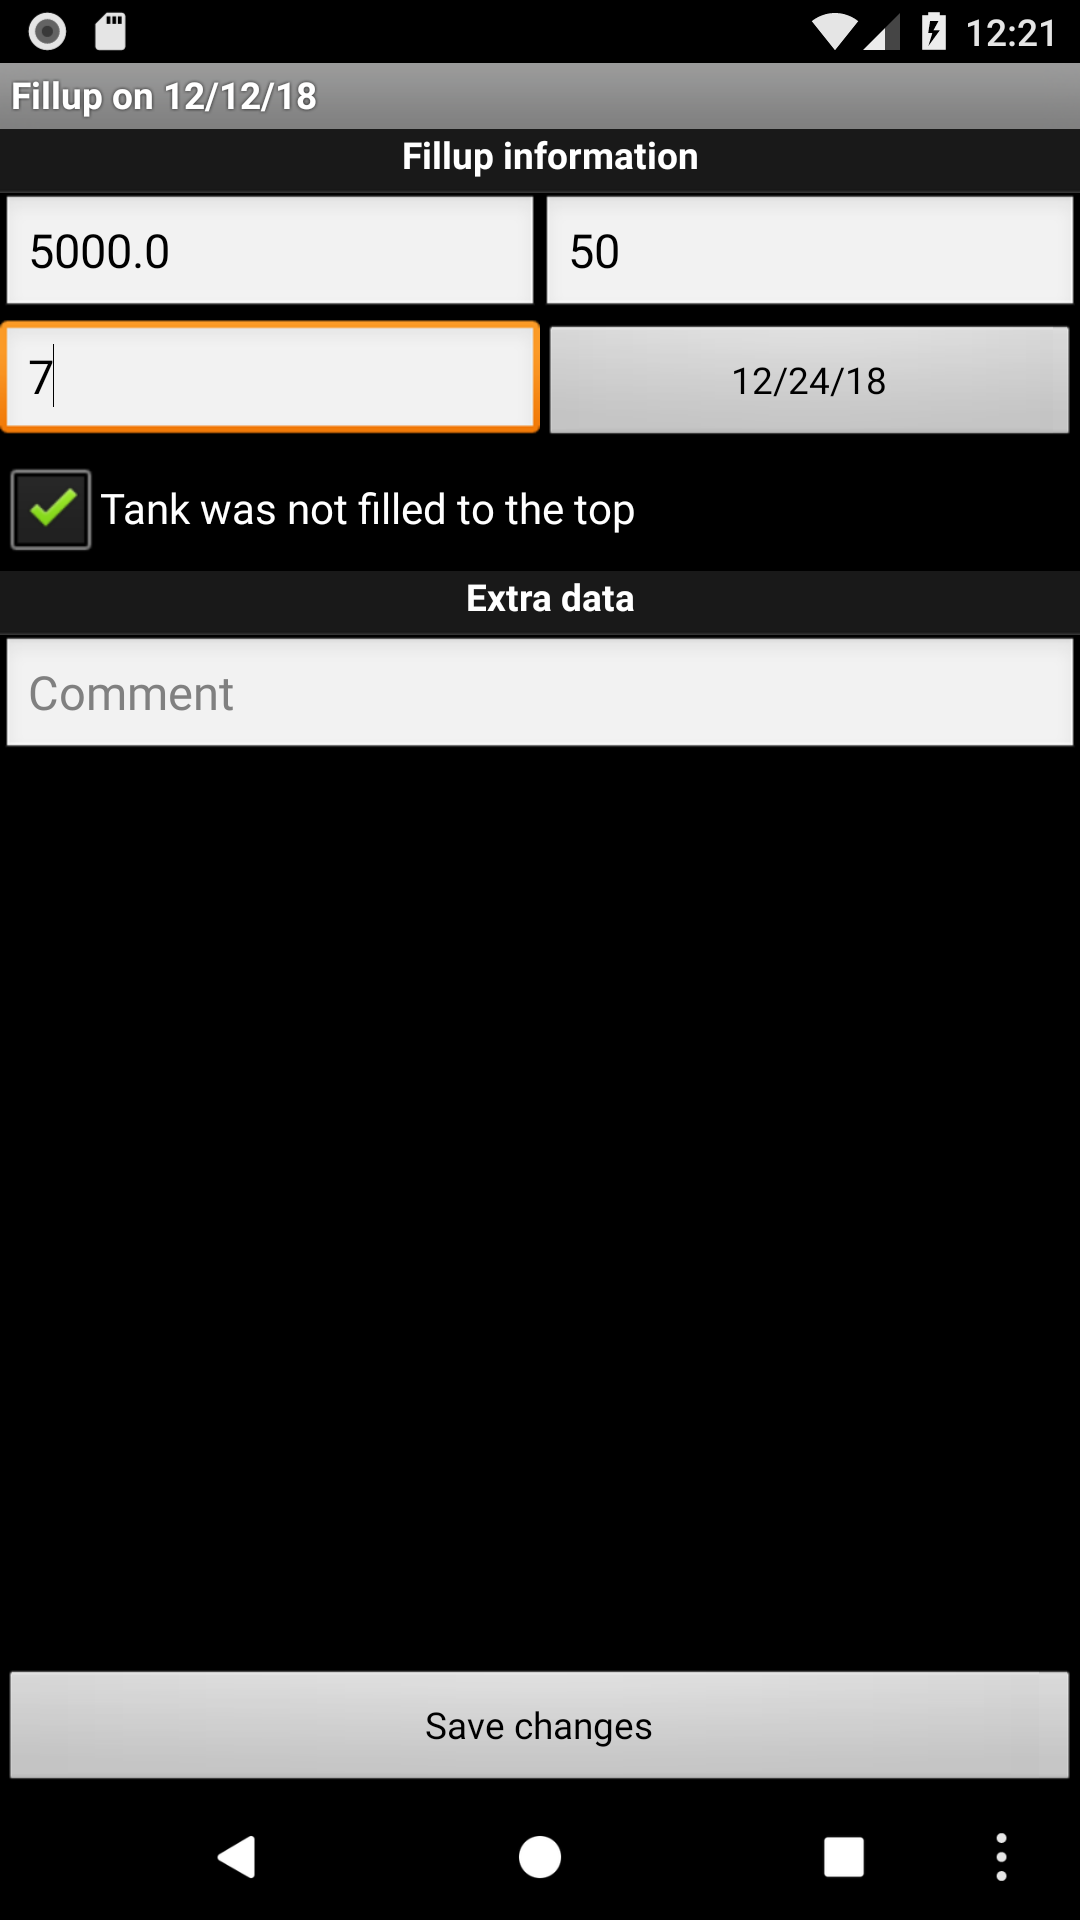 12:21
Fillup on 12/12/18
Fillup information
5000.0
50
7
12/24/18
Tank was not filled to the top
Extra data
Comment
Save changes